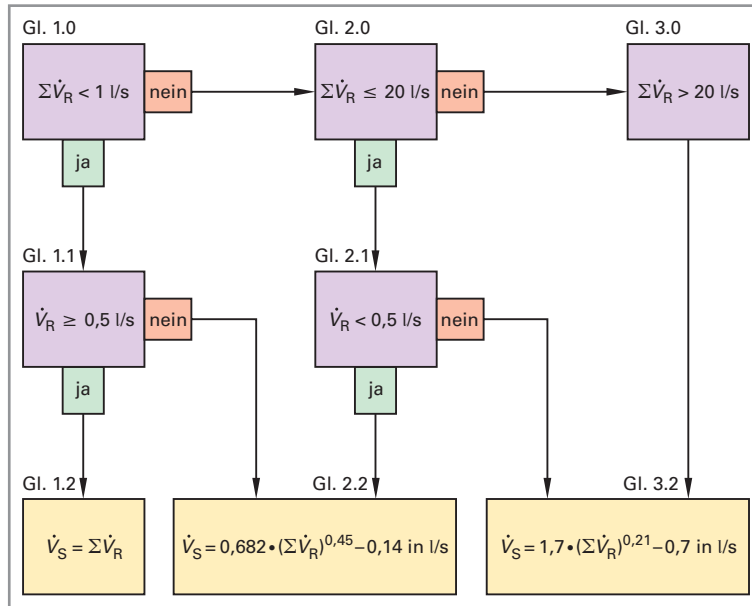 Gl. 1.0
Gl. 2.0
Gl. 3.0
ΣV̇R < 1 l/s
nein
ΣV̇R ≤ 20 l/s
nein
ΣV̇R > 20 l/s
ja
ja
Gl. 1.1
Gl. 2.1
V̇R ≥ 0,5 l/s
nein
V̇R < 0,5 l/s
nein
ja
ja
Gl. 1.2
Gl. 2.2
Gl. 3.2
V̇S = ΣV̇R
V̇S = 0,682•(ΣV̇R)^0,45 – 0,14 in l/s
V̇S = 1,7•(ΣV̇R)^0,21 – 0,7 in l/s